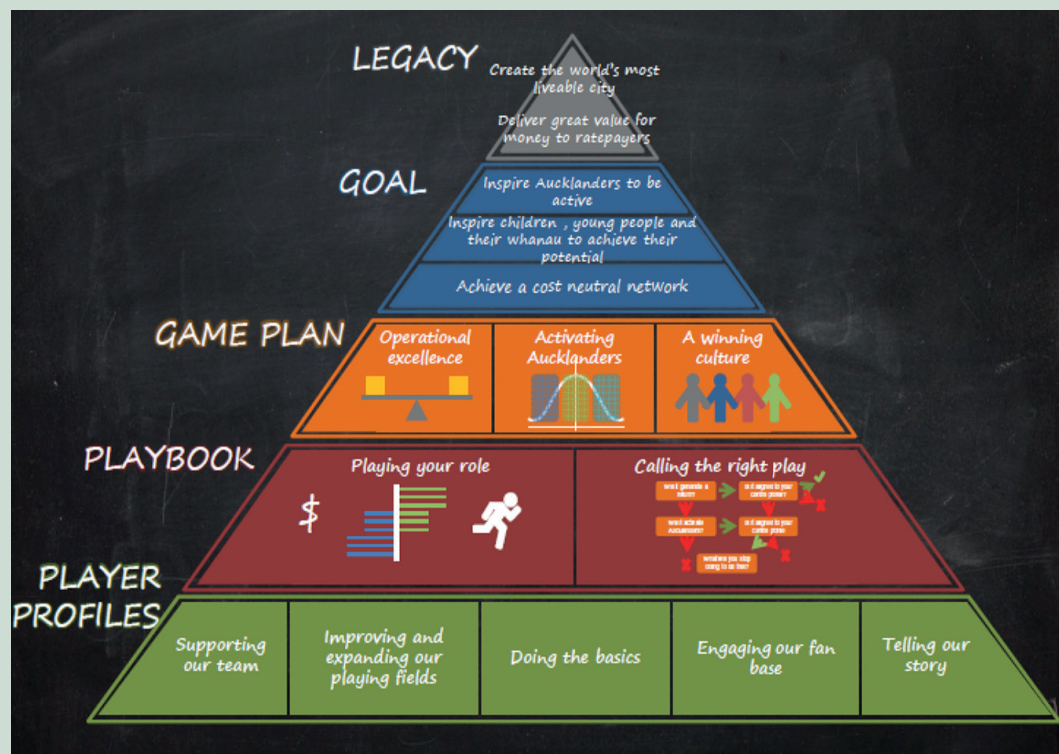 LEGACY
Create the world's most
liveable city
Deliver great value for
money to ratepayers
GOAL
Inspire Aucklanders to be
active
Inspire children , young people and
their whanau to achieve their
potential
Achieve a cost neutral network
GAME PLAN
Operational
excellence
Activating
Aucklanders
A winning
culture
PLAYBOOK
Playing your role
$
Calling the right play
PLAYER
PROFILES
Supporting
our team
Improving and
expanding our
playing fields
Doing the basics
Engaging our fan
base
Telling our
story